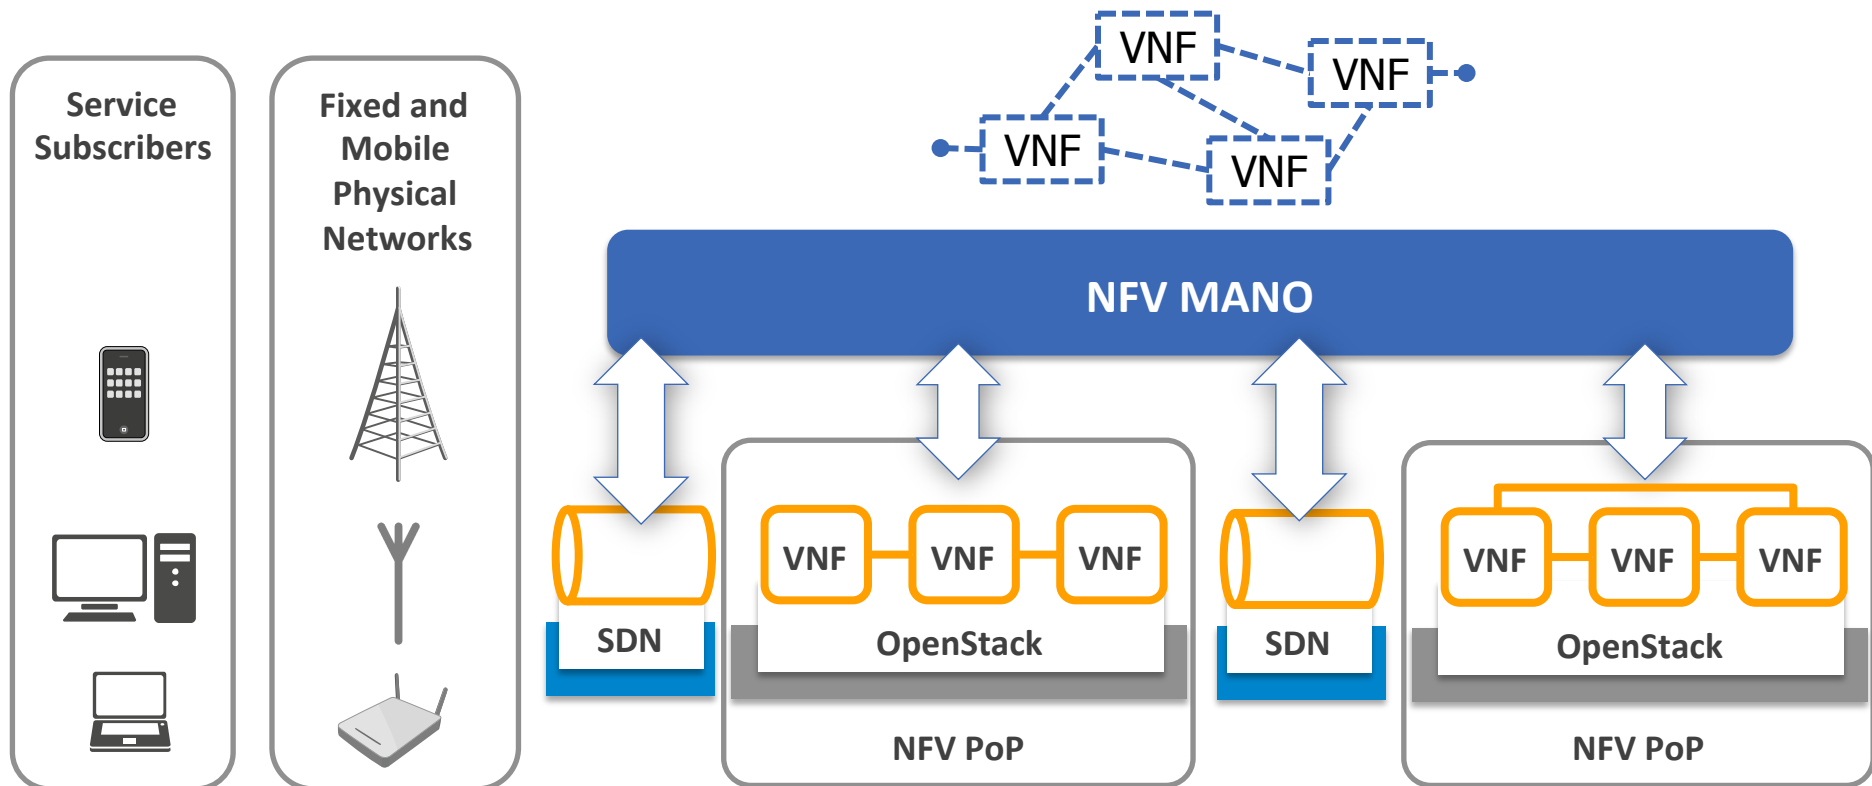 Service
Subscribers
Fixed and
Mobile
Physical
Networks
VNF
VNF
VNF
VNF
NFV MANO
SDN
VNF
VNF
VNF
OpenStack
NFV PoP
SDN
VNF
VNF
VNF
OpenStack
NFV PoP